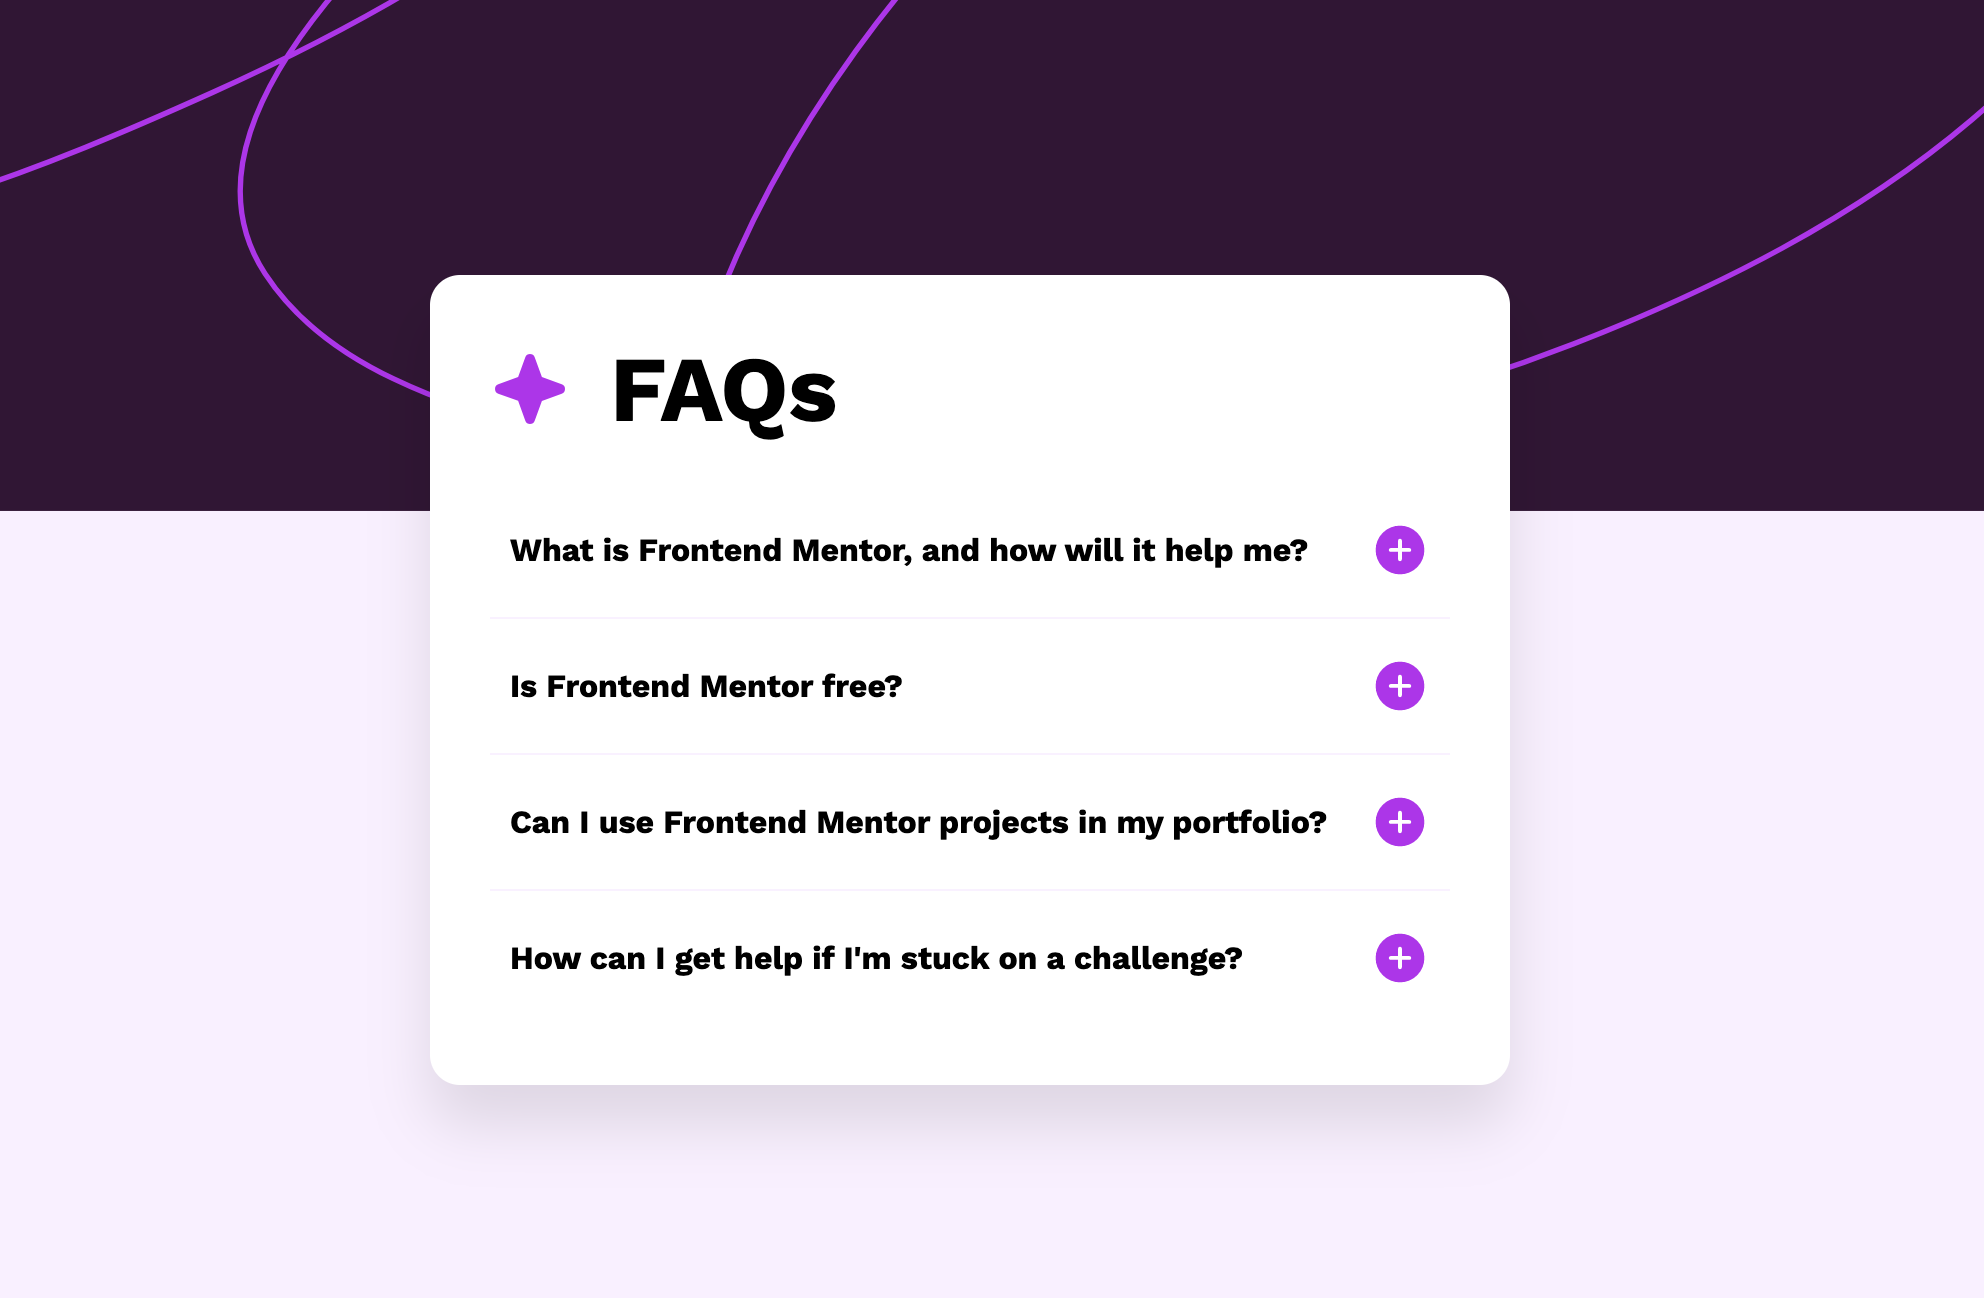 FAQs
What is Frontend Mentor, and how will it help me?
Is Frontend Mentor free?
Can I use Frontend Mentor projects in my portfolio?
How can I get help if I'm stuck on a challenge?